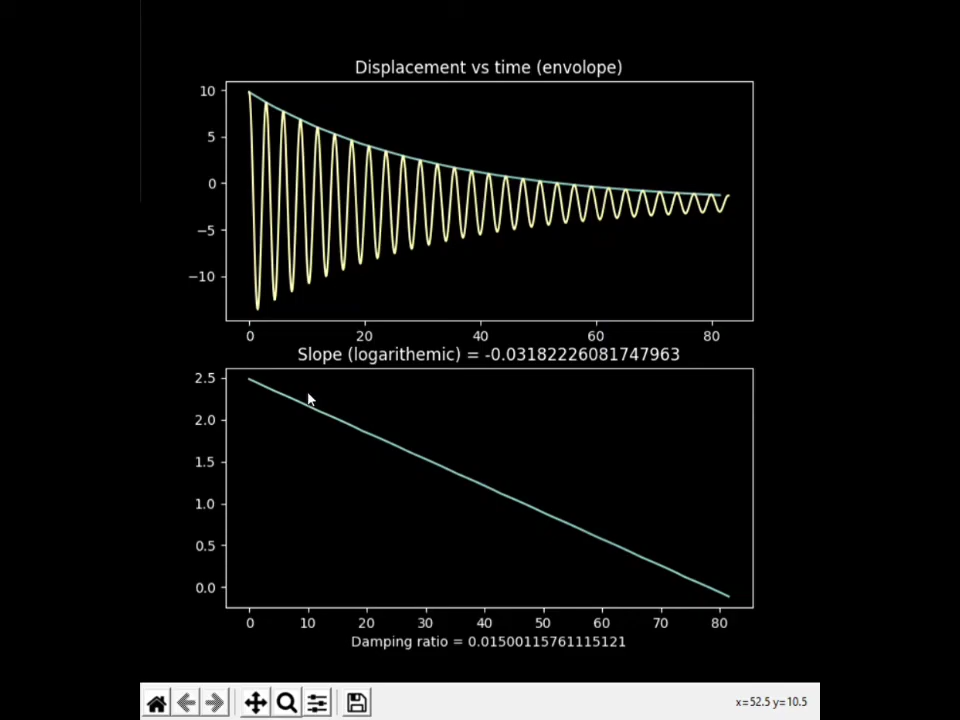 Displacement vs time (envolope)
10
5
0
−5
−10
0 20 40 60 80
Slope (logarithemic) = -0.03182226081747963
2.5
2.0
1.5
1.0
0.5
0.0
0 10 20 30 40 50 60 70 80
Damping ratio = 0.01500115761115121
x=52.5 y=10.5